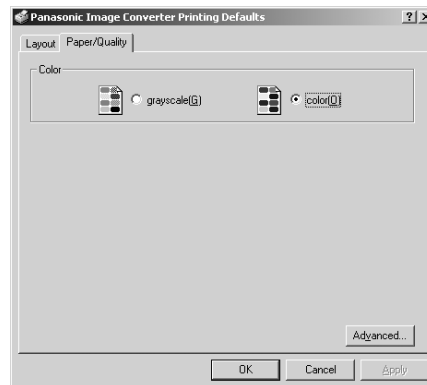 Panasonic Image Converter Printing Defaults
Layout Paper/Quality
Color
grayscale(G) color(O)
Advanced...
OK Cancel Apply